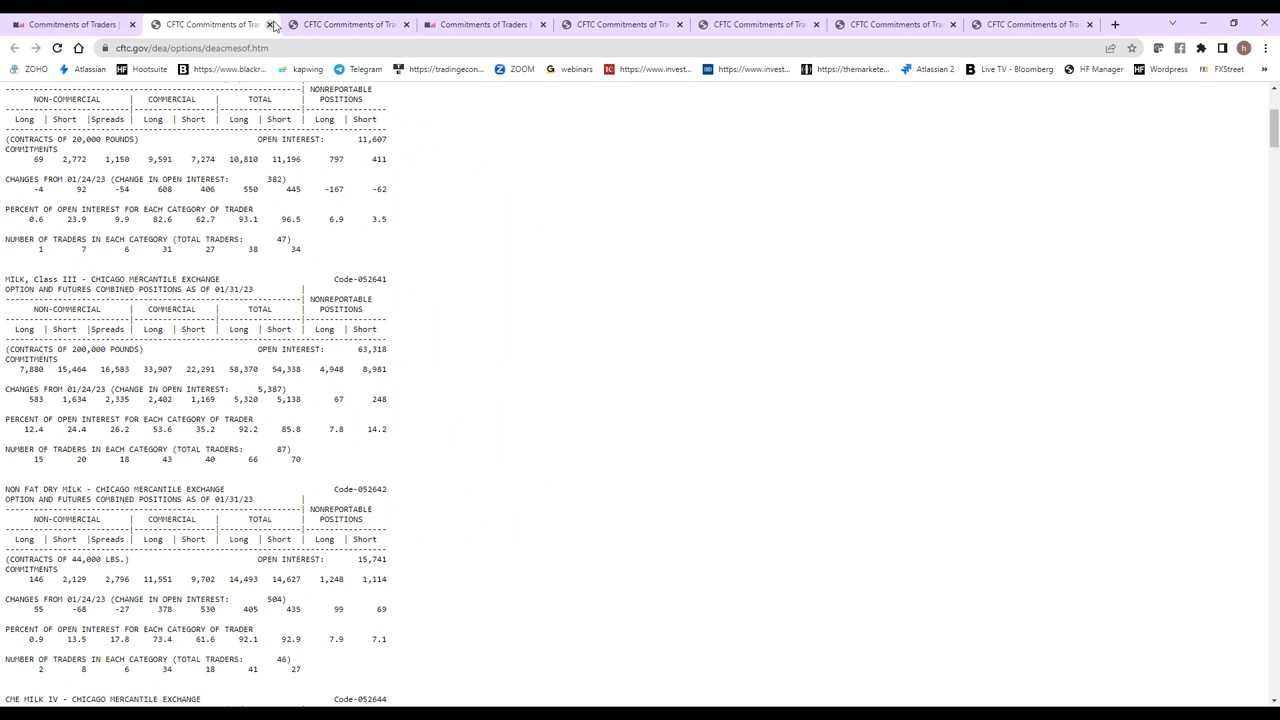 Commitments of Traders |
CFTC Commitments of Tra
CFTC Commitments of Tra
Commitments of Traders |
CFTC Commitments of Tra
CFTC Commitments of Tra
CFTC Commitments of Tra
CFTC Commitments of Tra
cftc.gov/dea/options/deacmesof.htm
ZOHO Atlassian Hootsuite https://www.blackr... kapwing Telegram https://tradingecon... ZOOM webinars https://www.invest... https://www.invest... https://themarkete... Atlassian 2 Live TV - Bloomberg HF Manager Wordpress FXStreet »
--------------------------------------------------------------| NONREPORTABLE
NON-COMMERCIAL | COMMERCIAL | TOTAL | POSITIONS
Long | Short |Spreads | Long | Short | Long | Short | Long | Short
(CONTRACTS OF 20,000 POUNDS) OPEN INTEREST: 11,607
COMMITMENTS
69 2,772 1,150 9,591 7,274 10,810 11,196 797 411
CHANGES FROM 01/24/23 (CHANGE IN OPEN INTEREST: 382)
-4 92 -54 608 406 550 445 -167 -62
PERCENT OF OPEN INTEREST FOR EACH CATEGORY OF TRADER
0.6 23.9 9.9 82.6 62.7 93.1 96.5 6.9 3.5
NUMBER OF TRADERS IN EACH CATEGORY (TOTAL TRADERS: 47)
1 7 6 31 27 38 34
MILK, Class III - CHICAGO MERCANTILE EXCHANGE Code-052641
OPTION AND FUTURES COMBINED POSITIONS AS OF 01/31/23 |
--------------------------------------------------------------| NONREPORTABLE
NON-COMMERCIAL | COMMERCIAL | TOTAL | POSITIONS
Long | Short |Spreads | Long | Short | Long | Short | Long | Short
(CONTRACTS OF 200,000 POUNDS) OPEN INTEREST: 63,318
COMMITMENTS
7,880 15,464 16,583 33,907 22,291 58,370 54,338 4,948 8,981
CHANGES FROM 01/24/23 (CHANGE IN OPEN INTEREST: 5,387)
583 1,634 2,335 2,402 1,169 5,320 5,138 67 248
PERCENT OF OPEN INTEREST FOR EACH CATEGORY OF TRADER
12.4 24.4 26.2 53.6 35.2 92.2 85.8 7.8 14.2
NUMBER OF TRADERS IN EACH CATEGORY (TOTAL TRADERS: 87)
15 20 18 43 40 66 70
NON FAT DRY MILK - CHICAGO MERCANTILE EXCHANGE Code-052642
OPTION AND FUTURES COMBINED POSITIONS AS OF 01/31/23 |
--------------------------------------------------------------| NONREPORTABLE
NON-COMMERCIAL | COMMERCIAL | TOTAL | POSITIONS
Long | Short |Spreads | Long | Short | Long | Short | Long | Short
(CONTRACTS OF 44,000 LBS.) OPEN INTEREST: 15,741
COMMITMENTS
146 2,129 2,796 11,551 9,702 14,493 14,627 1,248 1,114
CHANGES FROM 01/24/23 (CHANGE IN OPEN INTEREST: 504)
55 -68 -27 378 530 405 435 99 69
PERCENT OF OPEN INTEREST FOR EACH CATEGORY OF TRADER
0.9 13.5 17.8 73.4 61.6 92.1 92.9 7.9 7.1
NUMBER OF TRADERS IN EACH CATEGORY (TOTAL TRADERS: 46)
2 8 6 34 18 41 27
CME MILK IV - CHICAGO MERCANTILE EXCHANGE Code-052644